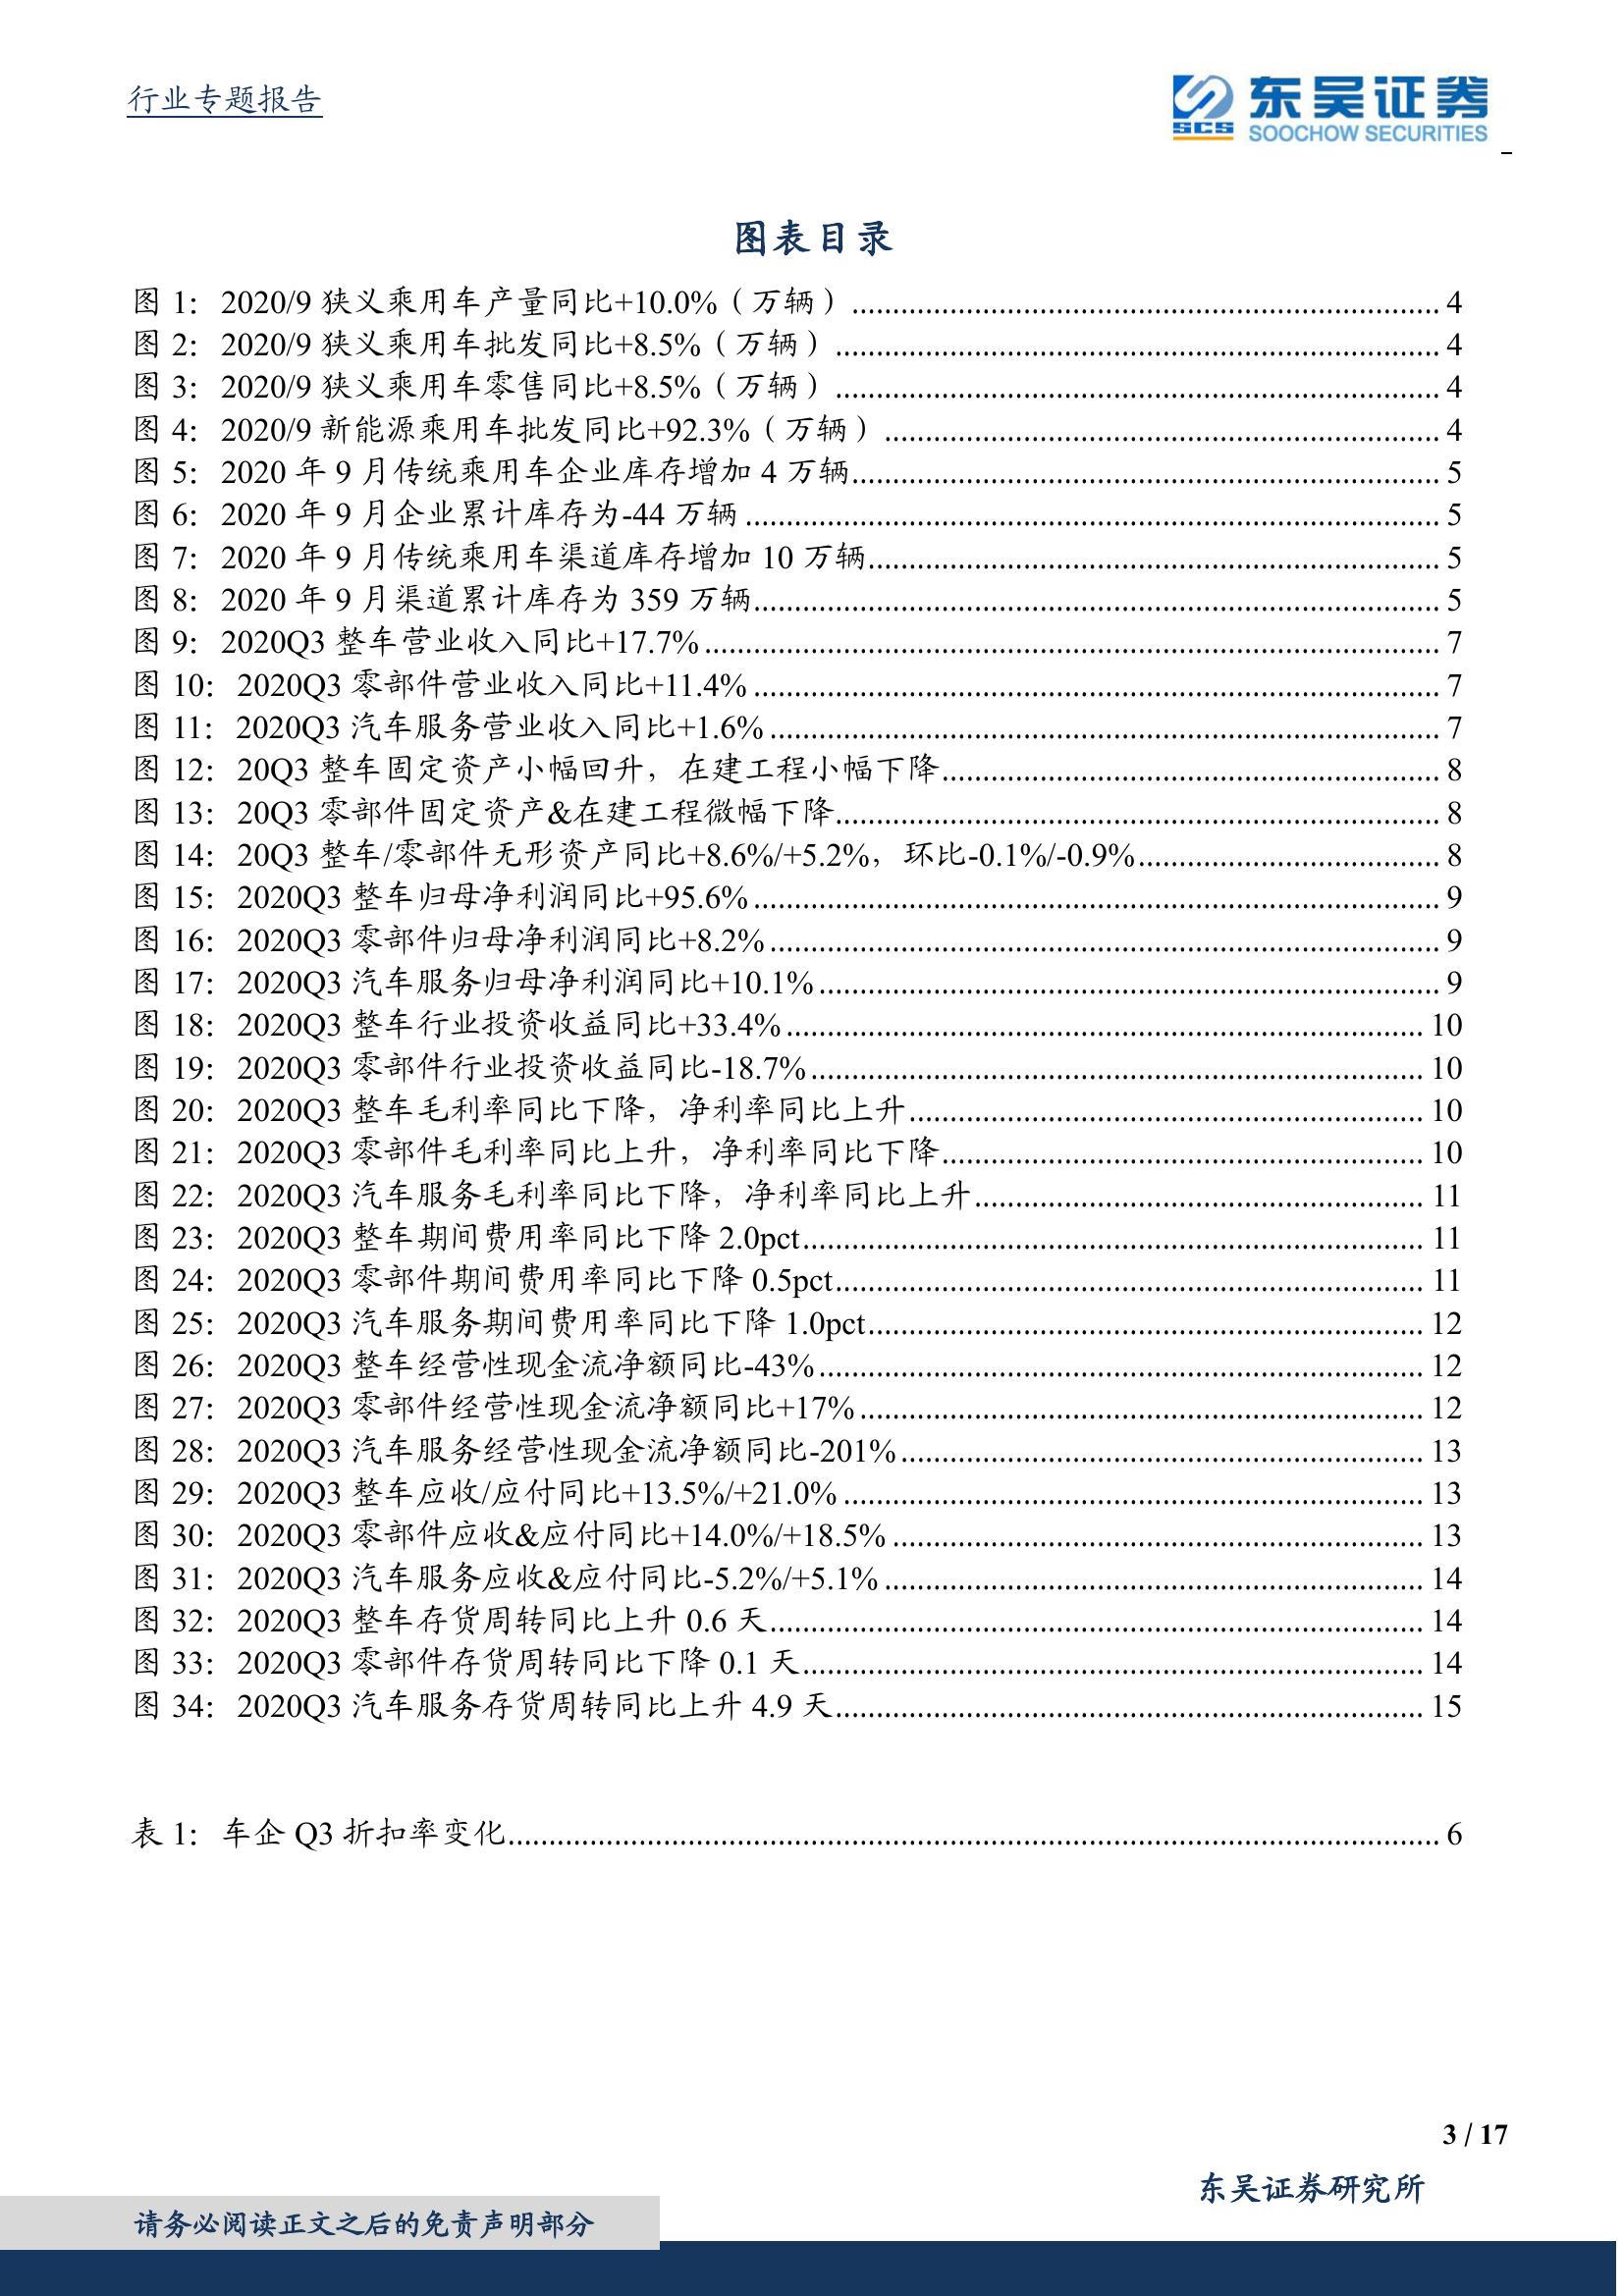 行业专题报告
东吴证券
SCS
SOOCHOW SECURITIES
图表目录
图 1：2020/9 狭义乘用车产量同比+10.0%（万辆） 4
图 2：2020/9 狭义乘用车批发同比+8.5%（万辆） 4
图 3：2020/9 狭义乘用车零售同比+8.5%（万辆） 4
图 4：2020/9 新能源乘用车批发同比+92.3%（万辆） 4
图 5：2020 年 9 月传统乘用车企业库存增加 4 万辆 5
图 6：2020 年 9 月企业累计库存为-44 万辆 5
图 7：2020 年 9 月传统乘用车渠道库存增加 10 万辆 5
图 8：2020 年 9 月渠道累计库存为 359 万辆 5
图 9：2020Q3 整车营业收入同比+17.7% 7
图 10：2020Q3 零部件营业收入同比+11.4% 7
图 11：2020Q3 汽车服务营业收入同比+1.6% 7
图 12：20Q3 整车固定资产小幅回升，在建工程小幅下降 8
图 13：20Q3 零部件固定资产&在建工程微幅下降 8
图 14：20Q3 整车/零部件无形资产同比+8.6%/+5.2%，环比-0.1%/-0.9% 8
图 15：2020Q3 整车归母净利润同比+95.6% 9
图 16：2020Q3 零部件归母净利润同比+8.2% 9
图 17：2020Q3 汽车服务归母净利润同比+10.1% 9
图 18：2020Q3 整车行业投资收益同比+33.4% 10
图 19：2020Q3 零部件行业投资收益同比-18.7% 10
图 20：2020Q3 整车毛利率同比下降，净利率同比上升 10
图 21：2020Q3 零部件毛利率同比上升，净利率同比下降 10
图 22：2020Q3 汽车服务毛利率同比下降，净利率同比上升 11
图 23：2020Q3 整车期间费用率同比下降 2.0pct 11
图 24：2020Q3 零部件期间费用率同比下降 0.5pct 11
图 25：2020Q3 汽车服务期间费用率同比下降 1.0pct 12
图 26：2020Q3 整车经营性现金流净额同比-43% 12
图 27：2020Q3 零部件经营性现金流净额同比+17% 12
图 28：2020Q3 汽车服务经营性现金流净额同比-201% 13
图 29：2020Q3 整车应收/应付同比+13.5%/+21.0% 13
图 30：2020Q3 零部件应收&应付同比+14.0%/+18.5% 13
图 31：2020Q3 汽车服务应收&应付同比-5.2%/+5.1% 14
图 32：2020Q3 整车存货周转同比上升 0.6 天 14
图 33：2020Q3 零部件存货周转同比下降 0.1 天 14
图 34：2020Q3 汽车服务存货周转同比上升 4.9 天 15
表 1：车企 Q3 折扣率变化 6
3 / 17
东吴证券研究所
请务必阅读正文之后的免责声明部分